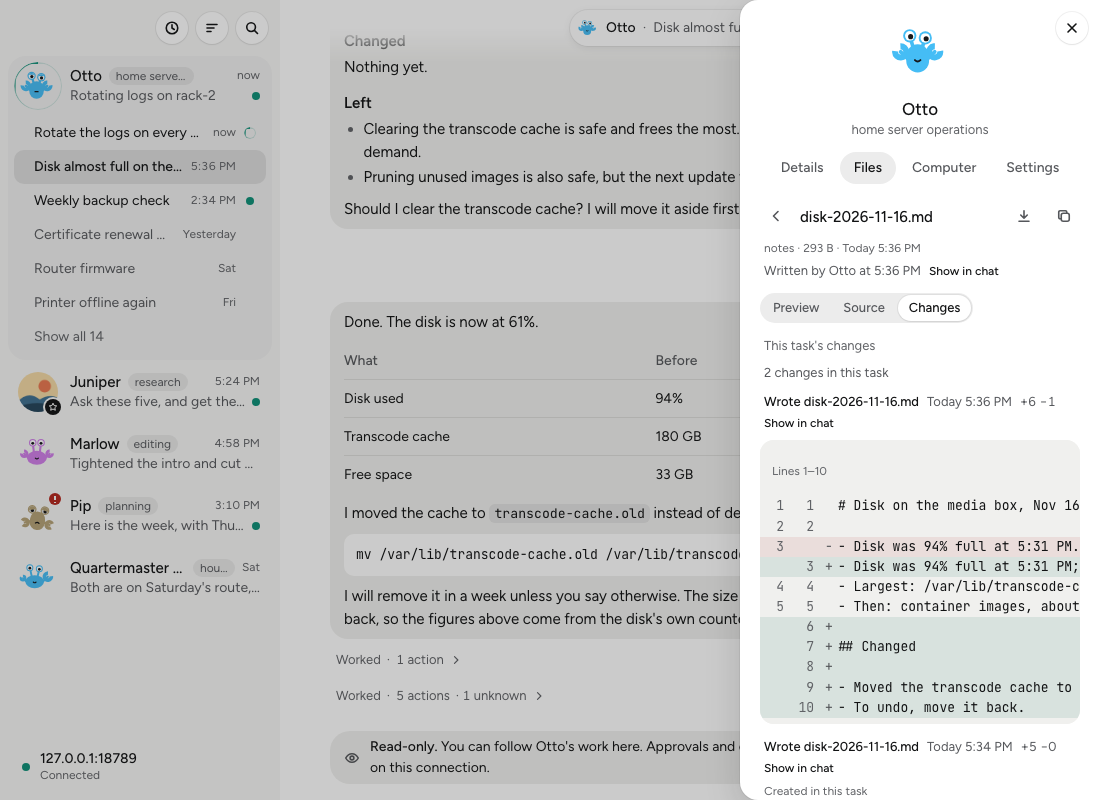 Otto home serve... now
Rotating logs on rack-2
Rotate the logs on every ... now
Disk almost full on the... 5:36 PM
Weekly backup check 2:34 PM
Certificate renewal ... Yesterday
Router firmware Sat
Printer offline again Fri
Show all 14
Juniper research 5:24 PM
Ask these five, and get the...
Marlow editing 4:58 PM
Tightened the intro and cut ...
Pip planning 3:10 PM
Here is the week, with Thu...
Quartermaster ... hou... Sat
Both are on Saturday's route,...
127.0.0.1:18789
Connected
Otto · Disk almost fu
Changed
Nothing yet.
Left
• Clearing the transcode cache is safe and frees the most.
demand.
• Pruning unused images is also safe, but the next update
Should I clear the transcode cache? I will move it aside first
Done. The disk is now at 61%.
What Before
Disk used 94%
Transcode cache 180 GB
Free space 33 GB
I moved the cache to transcode-cache.old instead of de
mv /var/lib/transcode-cache.old /var/lib/transcod
I will remove it in a week unless you say otherwise. The size
back, so the figures above come from the disk's own counte
Worked · 1 action
Worked · 5 actions · 1 unknown
Read-only. You can follow Otto's work here. Approvals and
on this connection.
Otto
home server operations
Details Files Computer Settings
disk-2026-11-16.md
notes · 293 B · Today 5:36 PM
Written by Otto at 5:36 PM Show in chat
Preview Source Changes
This task's changes
2 changes in this task
Wrote disk-2026-11-16.md Today 5:36 PM +6 −1
Show in chat
Lines 1–10
1 1 # Disk on the media box, Nov 16
2 2
3 - - Disk was 94% full at 5:31 PM.
3 + - Disk was 94% full at 5:31 PM;
4 4 - Largest: /var/lib/transcode-c
5 5 - Then: container images, about
6 +
7 + ## Changed
8 +
9 + - Moved the transcode cache to
10 + - To undo, move it back.
Wrote disk-2026-11-16.md Today 5:34 PM +5 −0
Show in chat
Created in this task